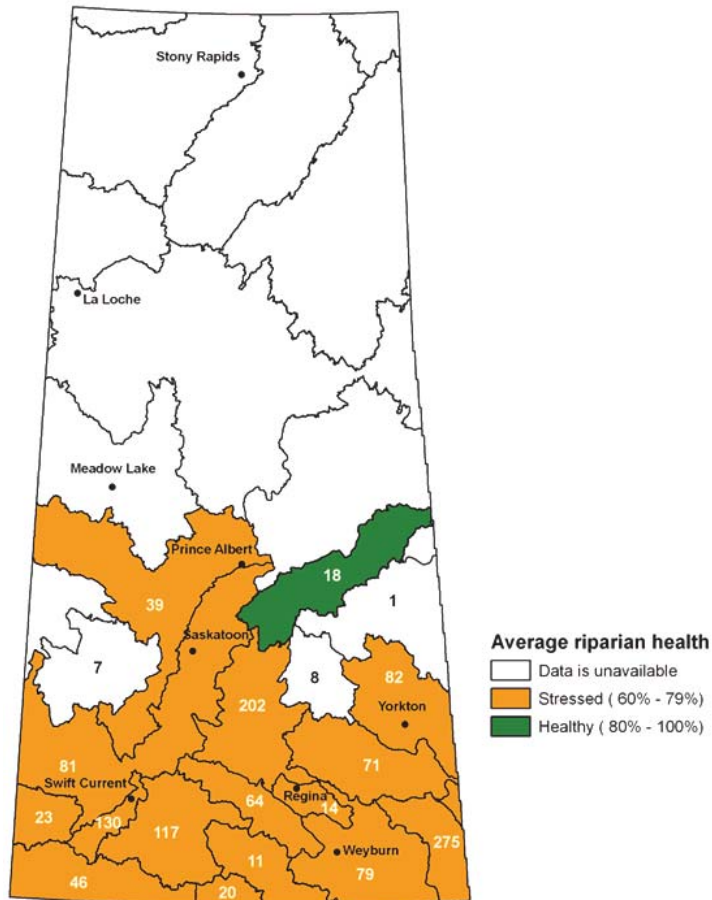 Stony Rapids
La Loche
Meadow Lake
Prince Albert
18
39
1
Saskatoon
7
8
82
202
Yorkton
81
71
Swift Current
64
Regina
14
23
130
117
275
11
Weyburn
79
46
20
Average riparian health
Data is unavailable
Stressed ( 60% - 79%)
Healthy ( 80% - 100%)